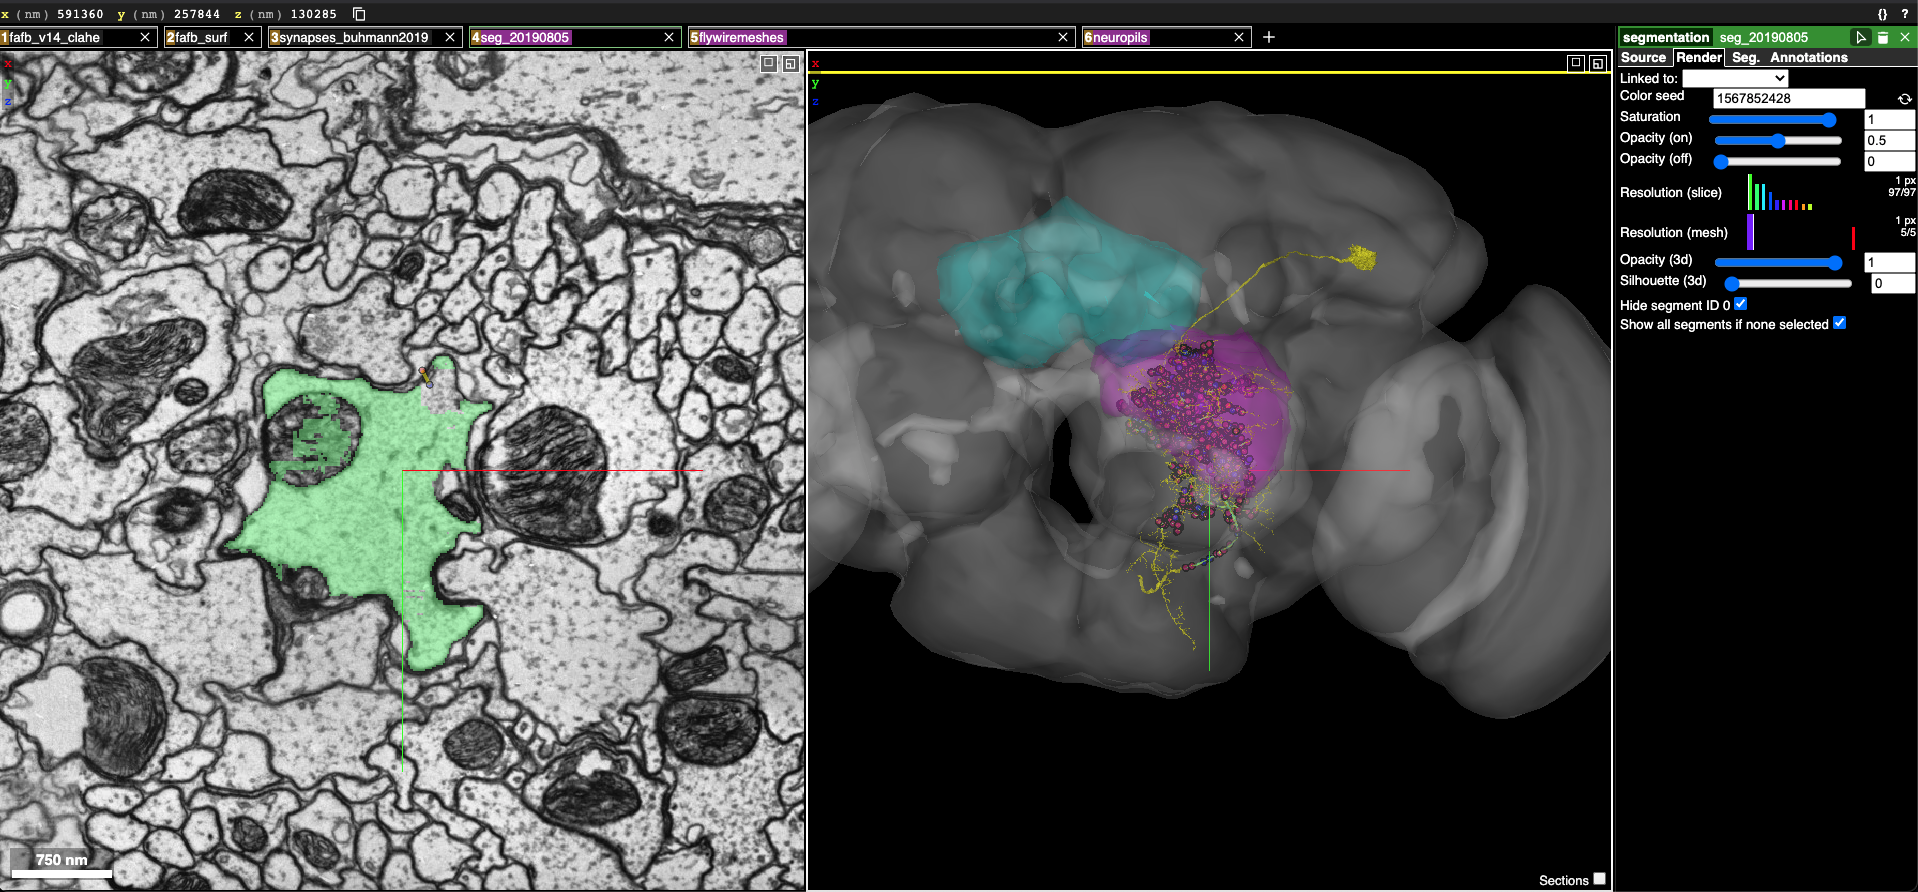 x (nm) 591360 y (nm) 257844 z (nm) 130285 {} ?
1 fafb_v14_clahe × 2 fafb_surf × 3 synapses_buhmann2019 × 4 seg_20190805 × 5 flywiremeshes × 6 neuropils × +
segmentation seg_20190805 ×
Source Render Seg. Annotations
Linked to:
Color seed 1567852428
Saturation 1
Opacity (on) 0.5
Opacity (off) 0
Resolution (slice) 1 px
97/97
Resolution (mesh) 1 px
5/5
Opacity (3d) 1
Silhouette (3d) 0
Hide segment ID 0
Show all segments if none selected
x
y
z
750 nm
x
y
z
Sections